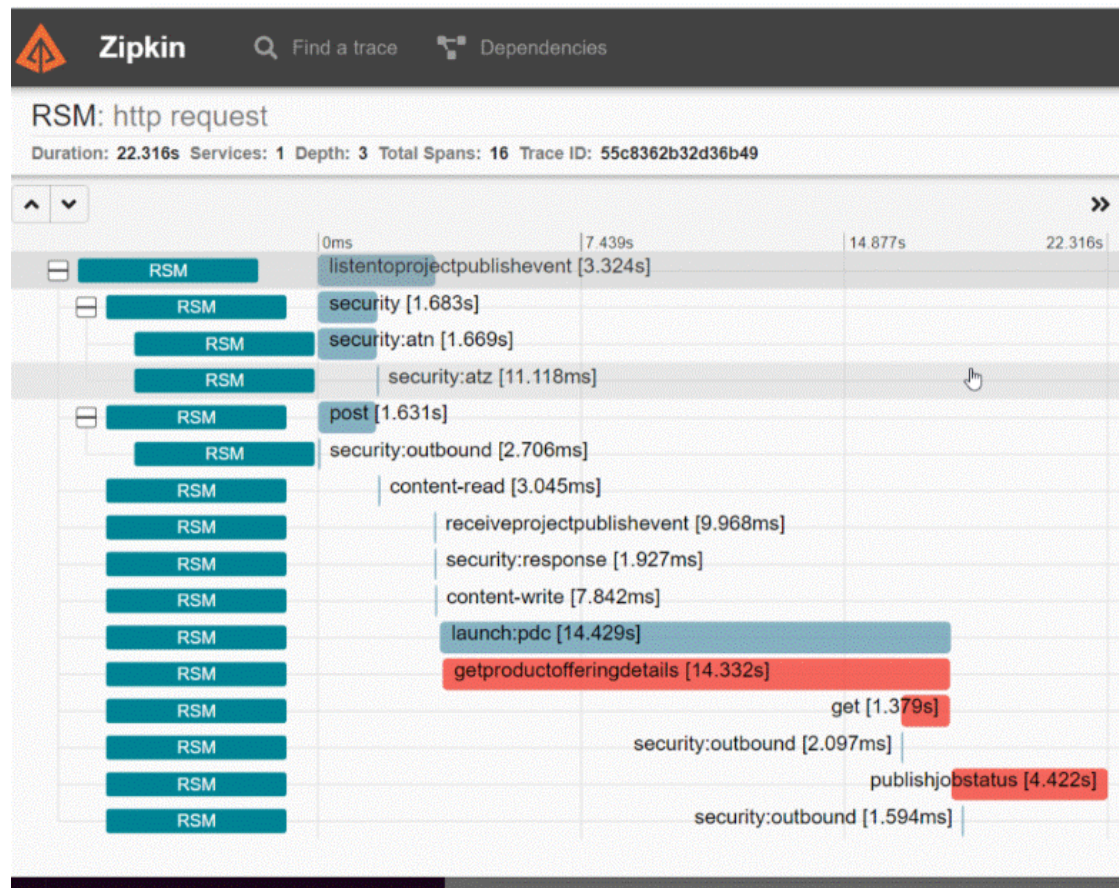 Zipkin Find a trace Dependencies
RSM: http request
Duration: 22.316s Services: 1 Depth: 3 Total Spans: 16 Trace ID: 55c8362b32d36b49
0ms 7.439s 14.877s 22.316s
RSM listentoprojectpublishevent [3.324s]
RSM security [1.683s]
RSM security:atn [1.669s]
RSM security:atz [11.118ms]
RSM post [1.631s]
RSM security:outbound [2.706ms]
RSM content-read [3.045ms]
RSM receiveprojectpublishevent [9.968ms]
RSM security:response [1.927ms]
RSM content-write [7.842ms]
RSM launch:pdc [14.429s]
RSM getproductofferingdetails [14.332s]
RSM get [1.379s]
RSM security:outbound [2.097ms]
RSM publishjobstatus [4.422s]
RSM security:outbound [1.594ms]